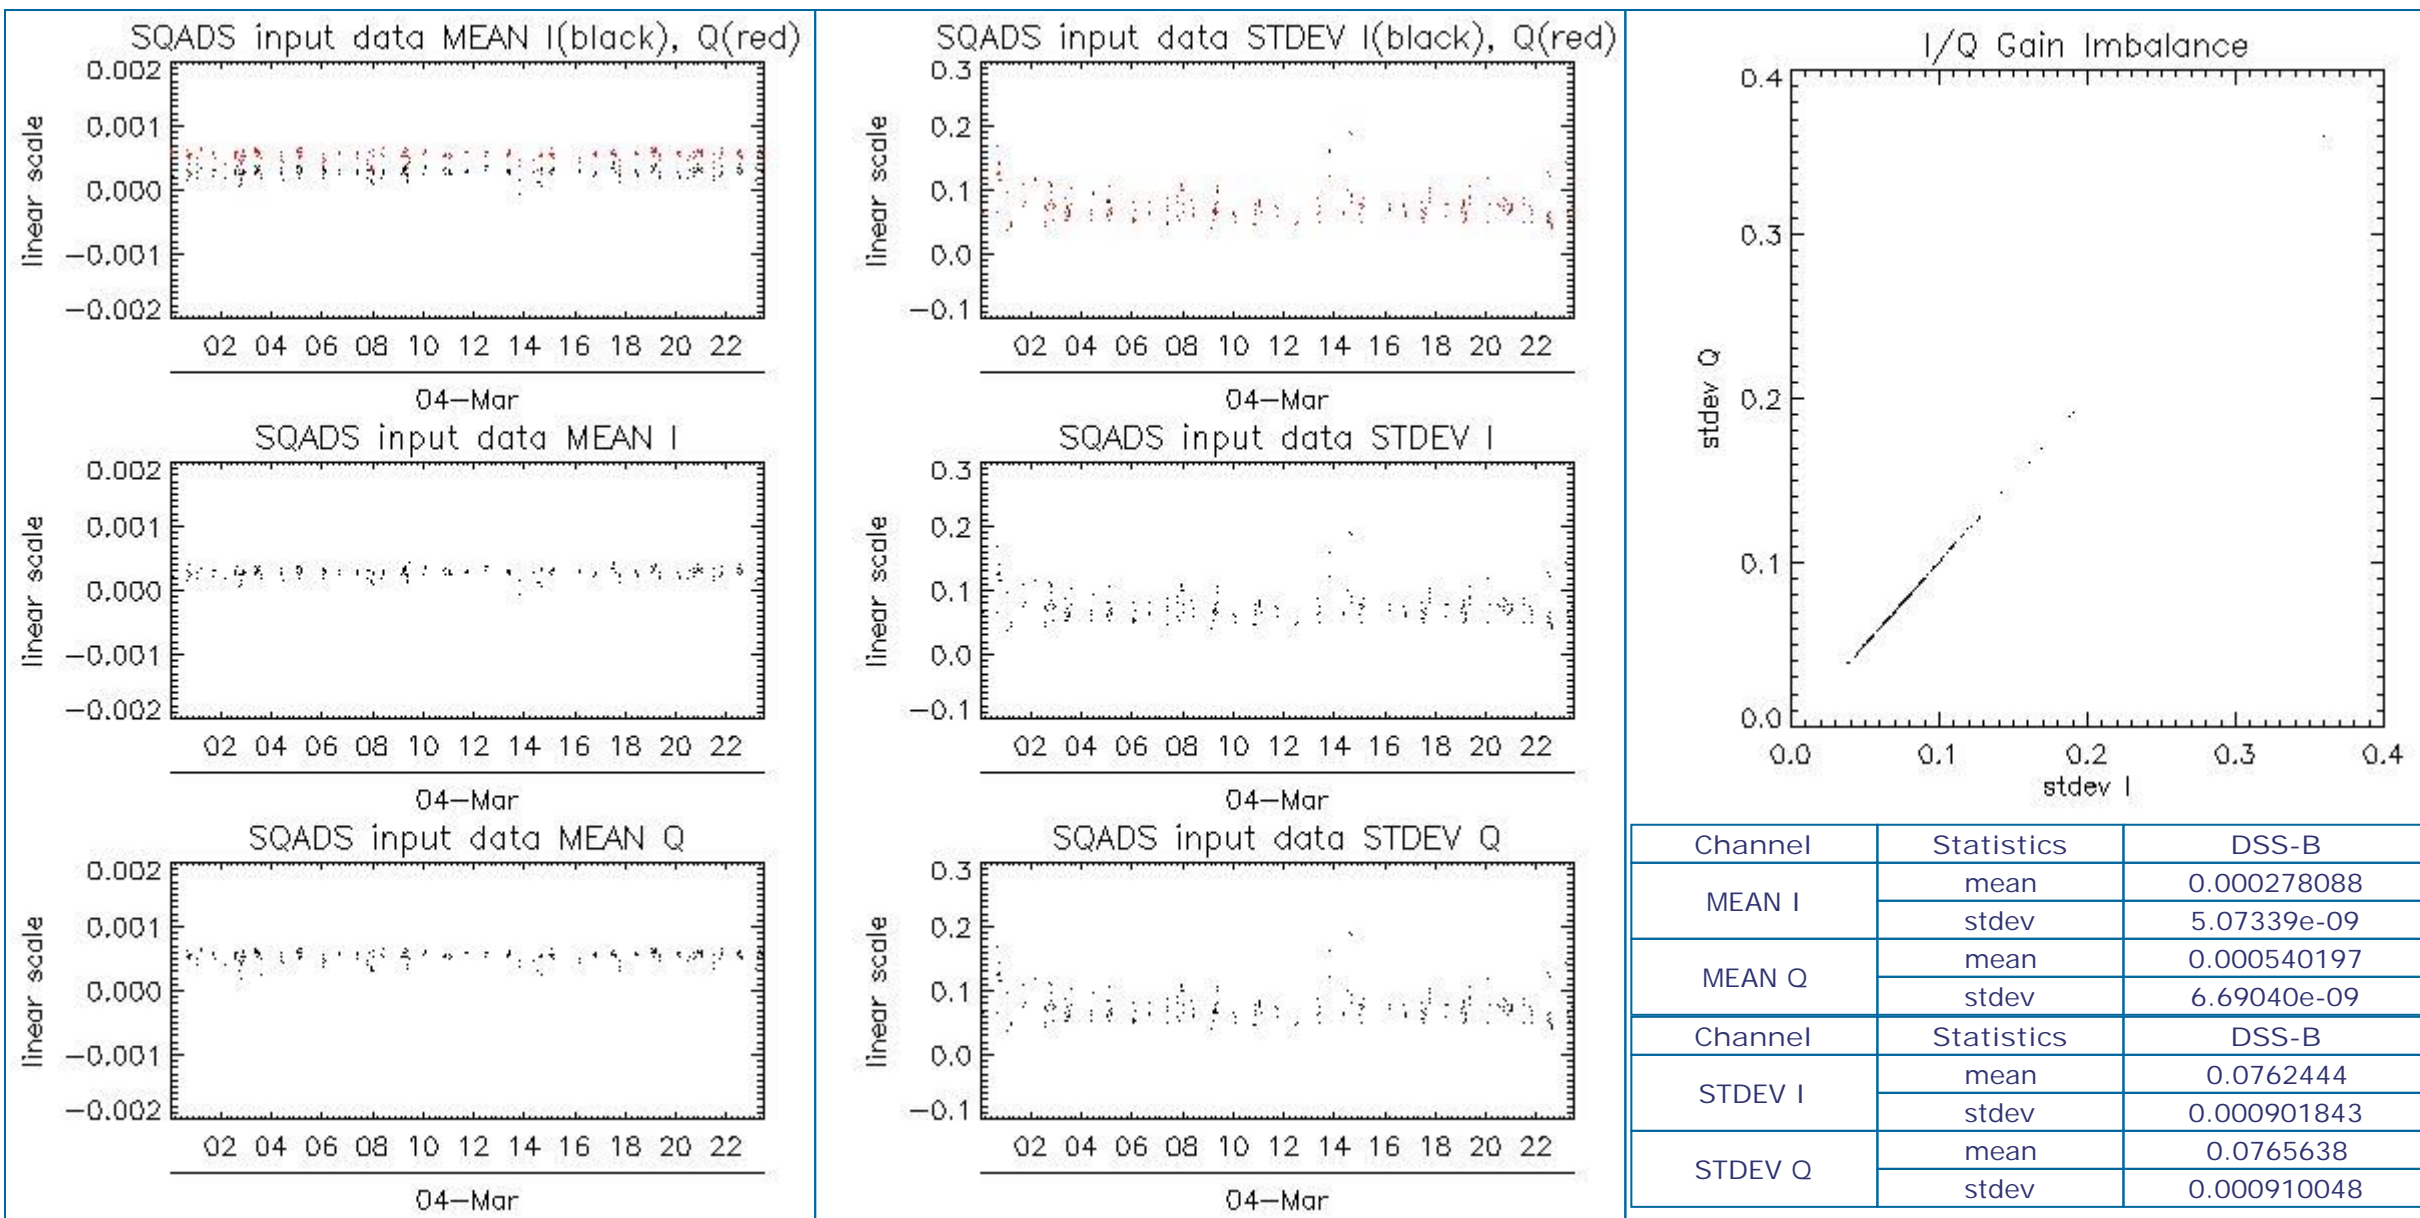 SQADS input data MEAN I(black), Q(red)
0.002
0.001
0.000
−0.001
−0.002
linear scale
02 04 06 08 10 12 14 16 18 20 22
04−Mar
SQADS input data MEAN I
0.002
0.001
0.000
−0.001
−0.002
linear scale
02 04 06 08 10 12 14 16 18 20 22
04−Mar
SQADS input data MEAN Q
0.002
0.001
0.000
−0.001
−0.002
linear scale
02 04 06 08 10 12 14 16 18 20 22
04−Mar
SQADS input data STDEV I(black), Q(red)
0.3
0.2
0.1
0.0
−0.1
linear scale
02 04 06 08 10 12 14 16 18 20 22
04−Mar
SQADS input data STDEV I
0.3
0.2
0.1
0.0
−0.1
linear scale
02 04 06 08 10 12 14 16 18 20 22
04−Mar
SQADS input data STDEV Q
0.3
0.2
0.1
0.0
−0.1
linear scale
02 04 06 08 10 12 14 16 18 20 22
04−Mar
I/Q Gain Imbalance
0.4
0.3
0.2
0.1
0.0
stdev Q
0.0 0.1 0.2 0.3 0.4
stdev I
Channel Statistics DSS-B
MEAN I mean 0.000278088
stdev 5.07339e-09
MEAN Q mean 0.000540197
stdev 6.69040e-09
Channel Statistics DSS-B
STDEV I mean 0.0762444
stdev 0.000901843
STDEV Q mean 0.0765638
stdev 0.000910048